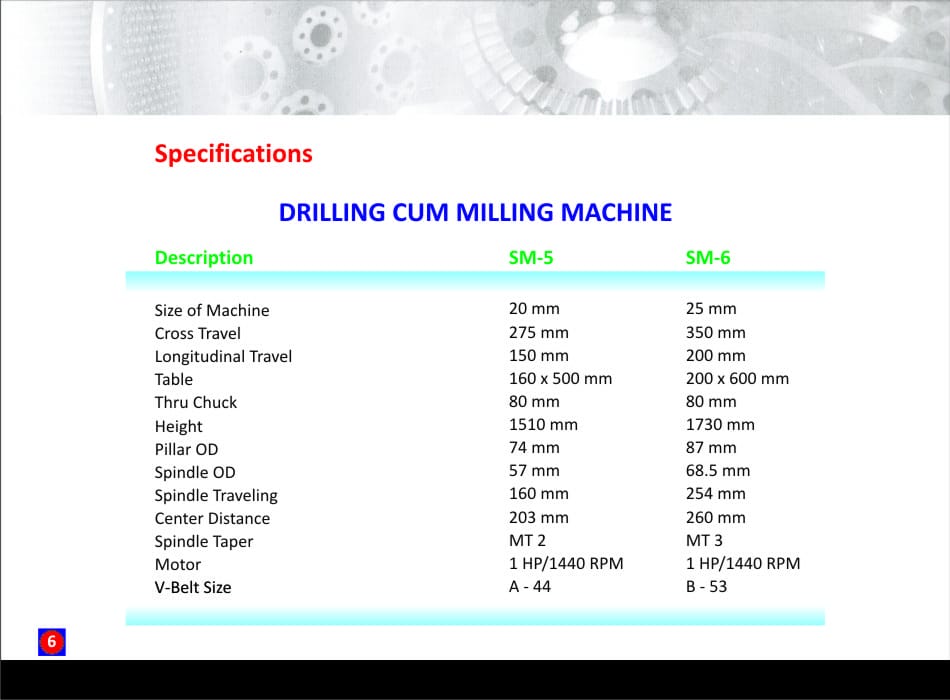 Specifications
DRILLING CUM MILLING MACHINE
Description SM-5 SM-6
Size of Machine 20 mm 25 mm
Cross Travel 275 mm 350 mm
Longitudinal Travel 150 mm 200 mm
Table 160 x 500 mm 200 x 600 mm
Thru Chuck 80 mm 80 mm
Height 1510 mm 1730 mm
Pillar OD 74 mm 87 mm
Spindle OD 57 mm 68.5 mm
Spindle Traveling 160 mm 254 mm
Center Distance 203 mm 260 mm
Spindle Taper MT 2 MT 3
Motor 1 HP/1440 RPM 1 HP/1440 RPM
V-Belt Size A - 44 B - 53
6